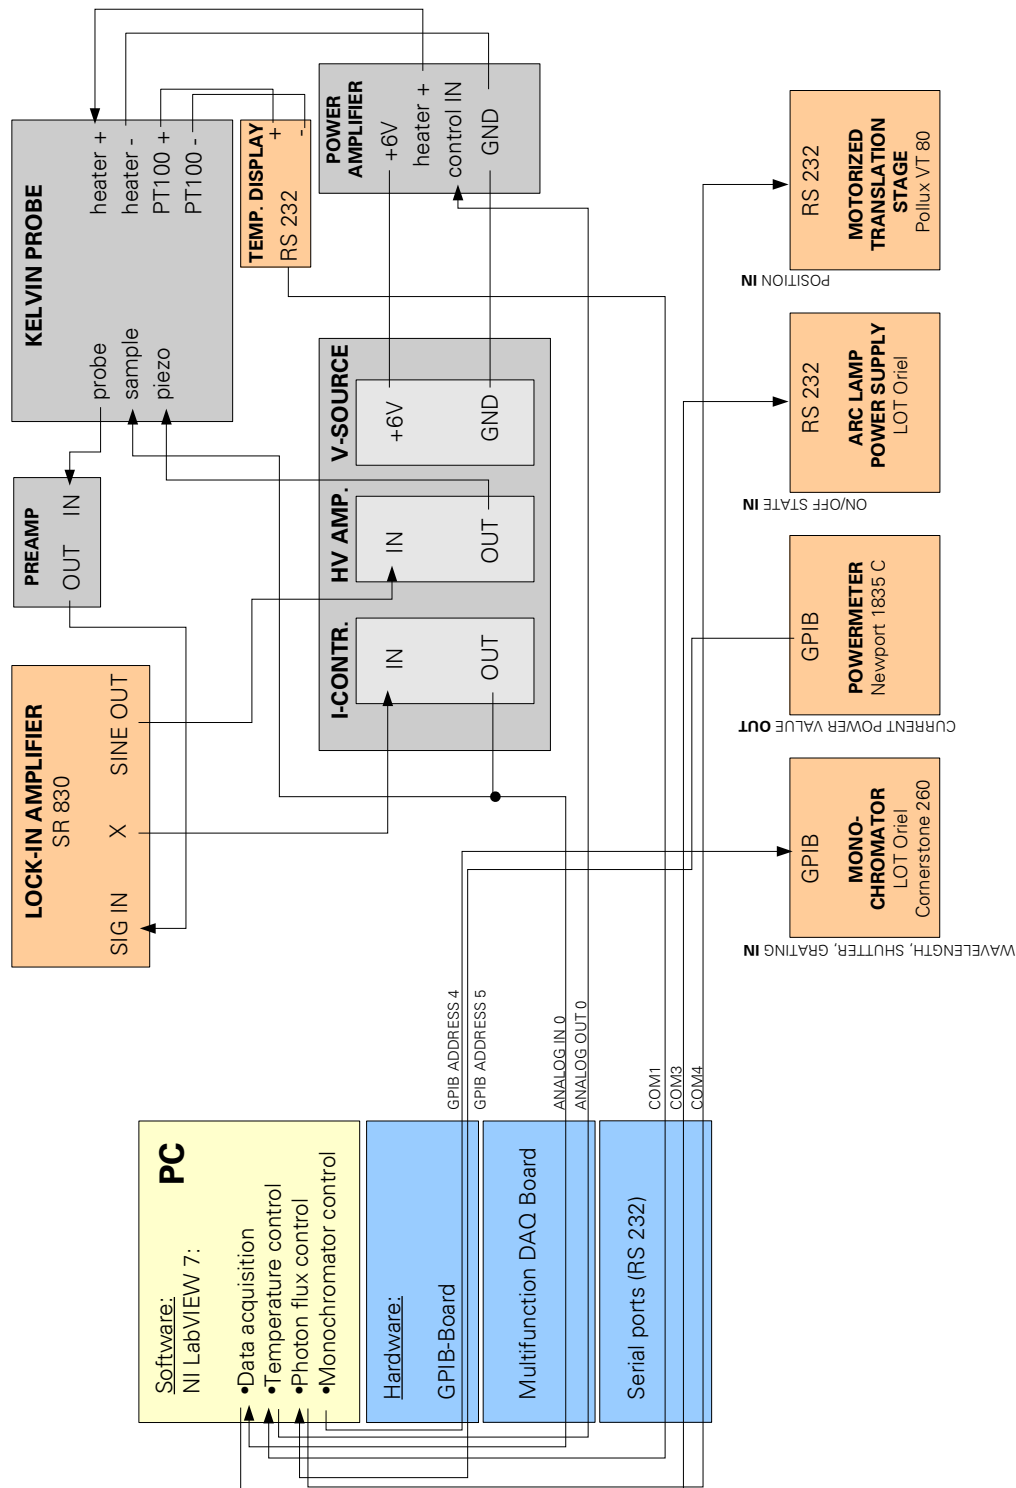 KELVIN PROBE
probe
sample
piezo
heater +
heater -
PT100 +
PT100 -
TEMP. DISPLAY
RS 232
+
-
POWER
AMPLIFIER
+6V
heater +
control IN
GND
PREAMP
OUT IN
LOCK-IN AMPLIFIER
SR 830
SIG IN X SINE OUT
I-CONTR.
IN
OUT
HV AMP.
IN
OUT
V-SOURCE
+6V
GND
PC
Software:
NI LabVIEW 7:
•Data acquisition
•Temperature control
•Photon flux control
•Monochromator control
Hardware:
GPIB-Board
Multifunction DAQ Board
Serial ports (RS 232)
GPIB ADDRESS 4
GPIB ADDRESS 5
ANALOG IN 0
ANALOG OUT 0
COM1
COM3
COM4
GPIB
MONO-
CHROMATOR
LOT Oriel
Cornerstone 260
WAVELENGTH, SHUTTER, GRATING IN
GPIB
POWERMETER
Newport 1835 C
CURRENT POWER VALUE OUT
RS 232
ARC LAMP
POWER SUPPLY
LOT Oriel
ON/OFF STATE IN
RS 232
MOTORIZED
TRANSLATION
STAGE
Pollux VT 80
POSITION IN